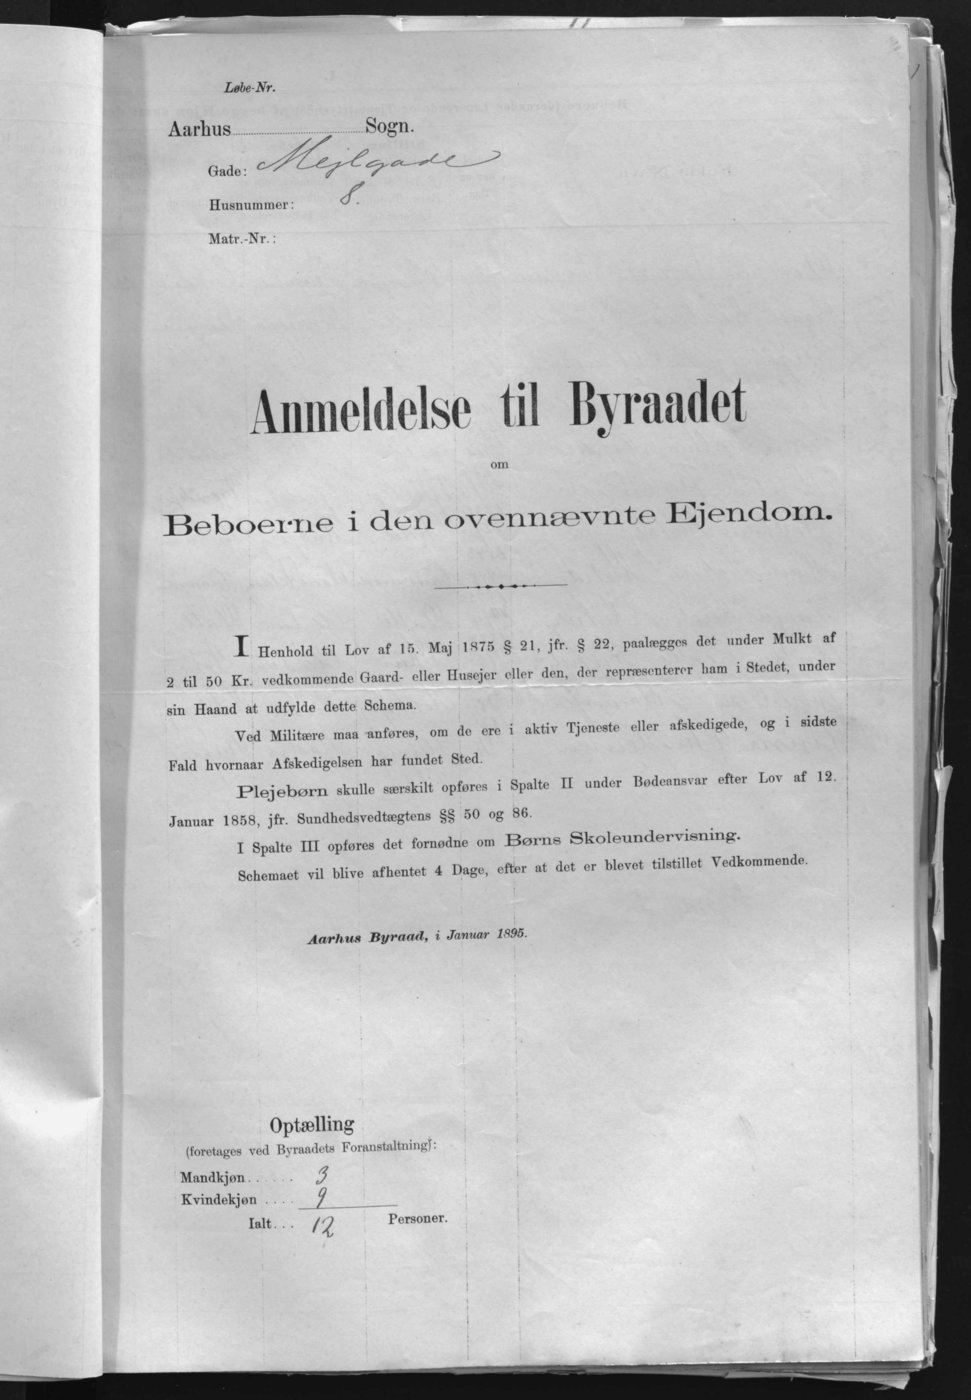 Løbe-Nr.
Aarhus Sogn.
Gade: Mejlgade
Husnummer: 8.
Matr.-Nr.:
Anmeldelse til Byraadet
om
Beboerne i den ovennævnte Ejendom.
I Henhold til Lov af 15. Maj 1875 § 21, jfr. § 22, paalægges det under Mulkt af
2 til 50 Kr. vedkommende Gaard- eller Husejer eller den, der repræsenterer ham i Stedet, under
sin Haand at udfylde dette Schema.
Ved Militære maa anføres, om de ere i aktiv Tjeneste eller afskedigede, og i sidste
Fald hvornaar Afskedigelsen har fundet Sted.
Plejebørn skulle særskilt opføres i Spalte II under Bødeansvar efter Lov af 12.
Januar 1858, jfr. Sundhedsvedtægtens §§ 50 og 86.
I Spalte III opføres det fornødne om Børns Skoleundervisning.
Schemaet vil blive afhentet 4 Dage, efter at det er blevet tilstillet Vedkommende.
Aarhus Byraad, i Januar 1895.
Optælling
(foretages ved Byraadets Foranstaltning):
Mandkjøn...... 3
Kvindekjøn .... 9
Ialt... 12 Personer.